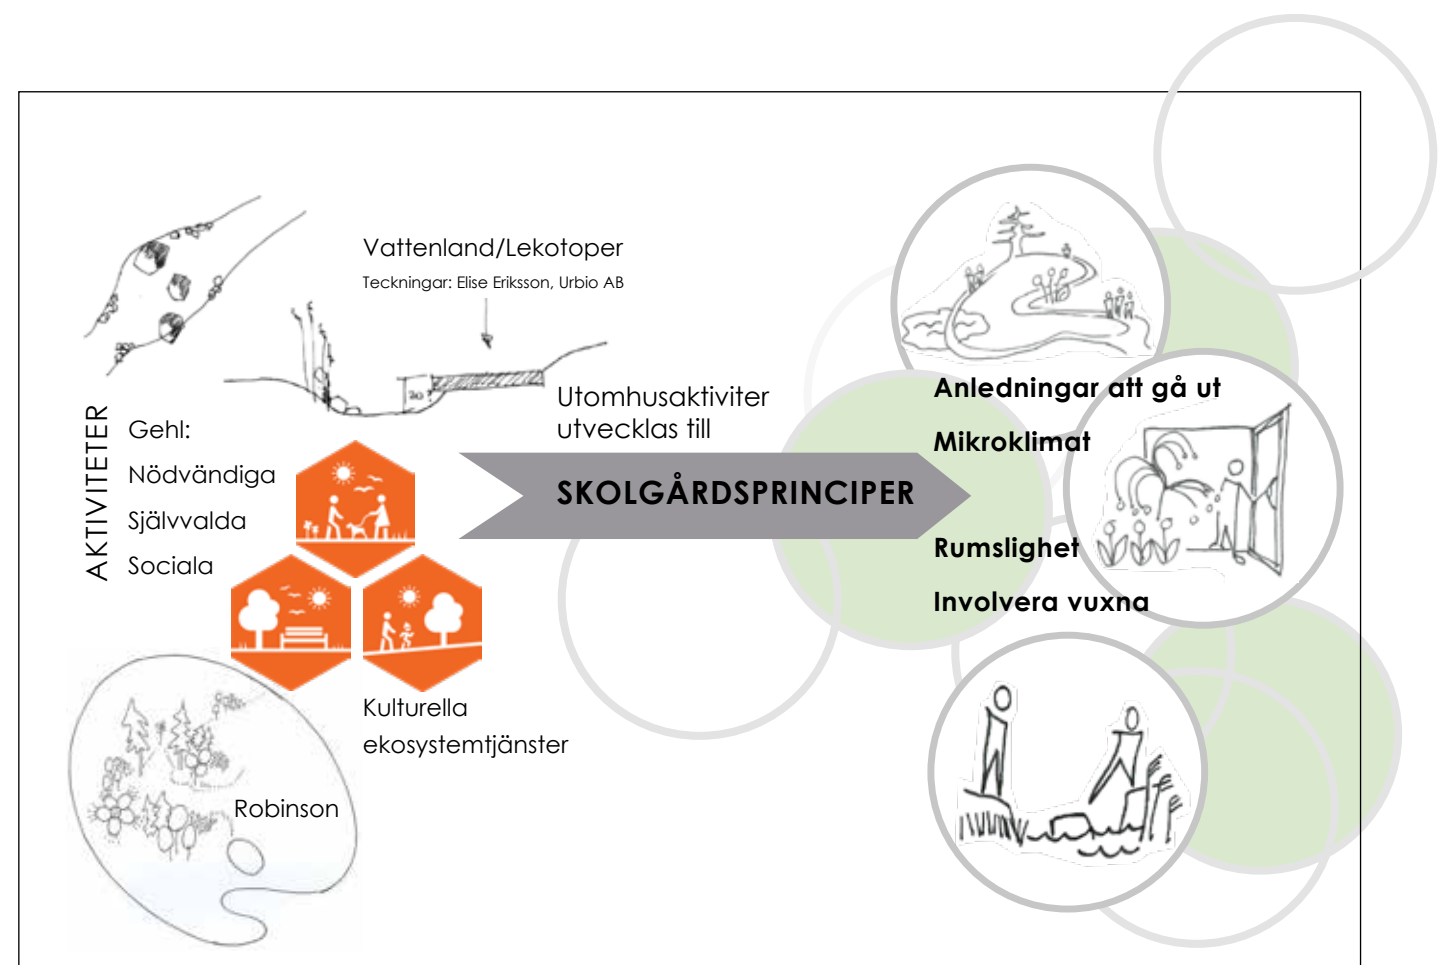 Vattenland/Lekotoper
Teckningar: Elise Eriksson, Urbio AB
AKTIVITETER
Gehl:
Nödvändiga
Självvalda
Sociala
Kulturella
ekosystemtjänster
Robinson
Utomhusaktiviter
utvecklas till
SKOLGÅRDSPRINCIPER
Anledningar att gå ut
Mikroklimat
Rumslighet
Involvera vuxna